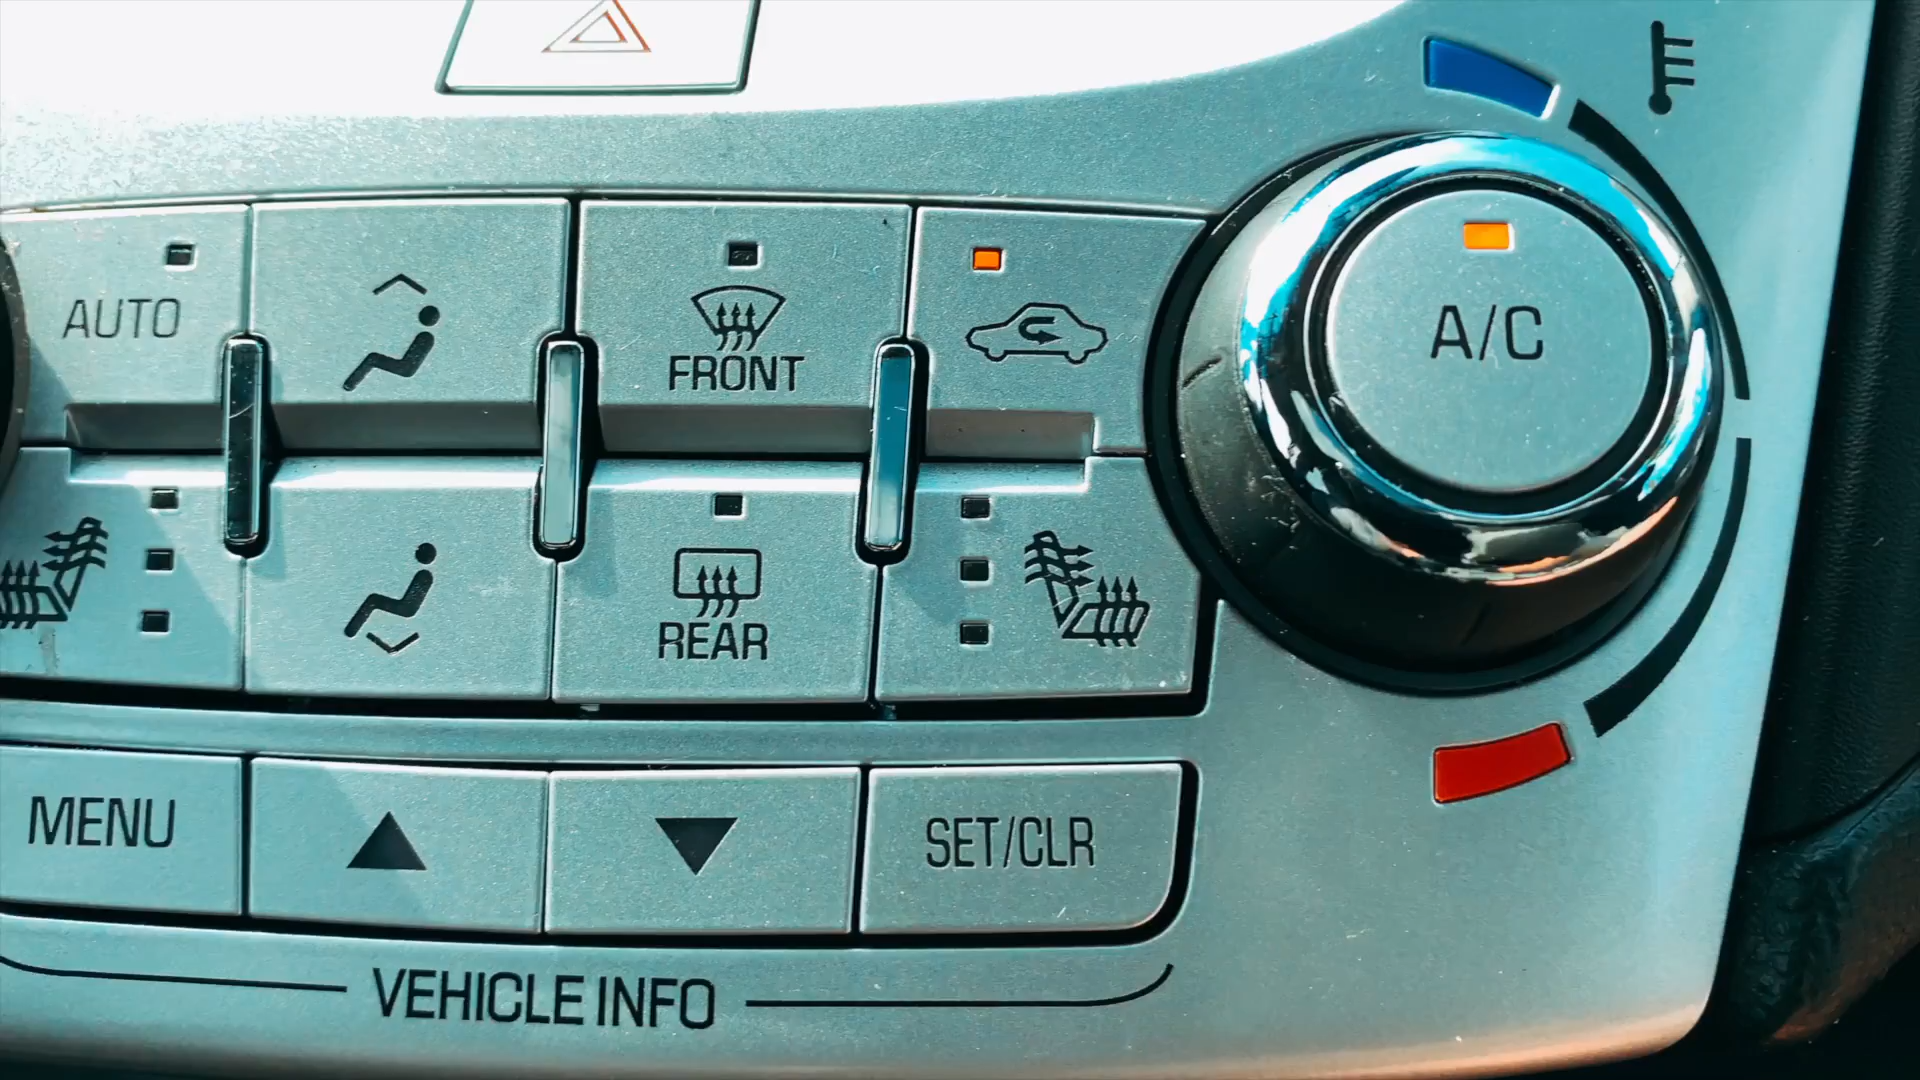 AUTO
FRONT
A/C
REAR
MENU
SET/CLR
VEHICLE INFO